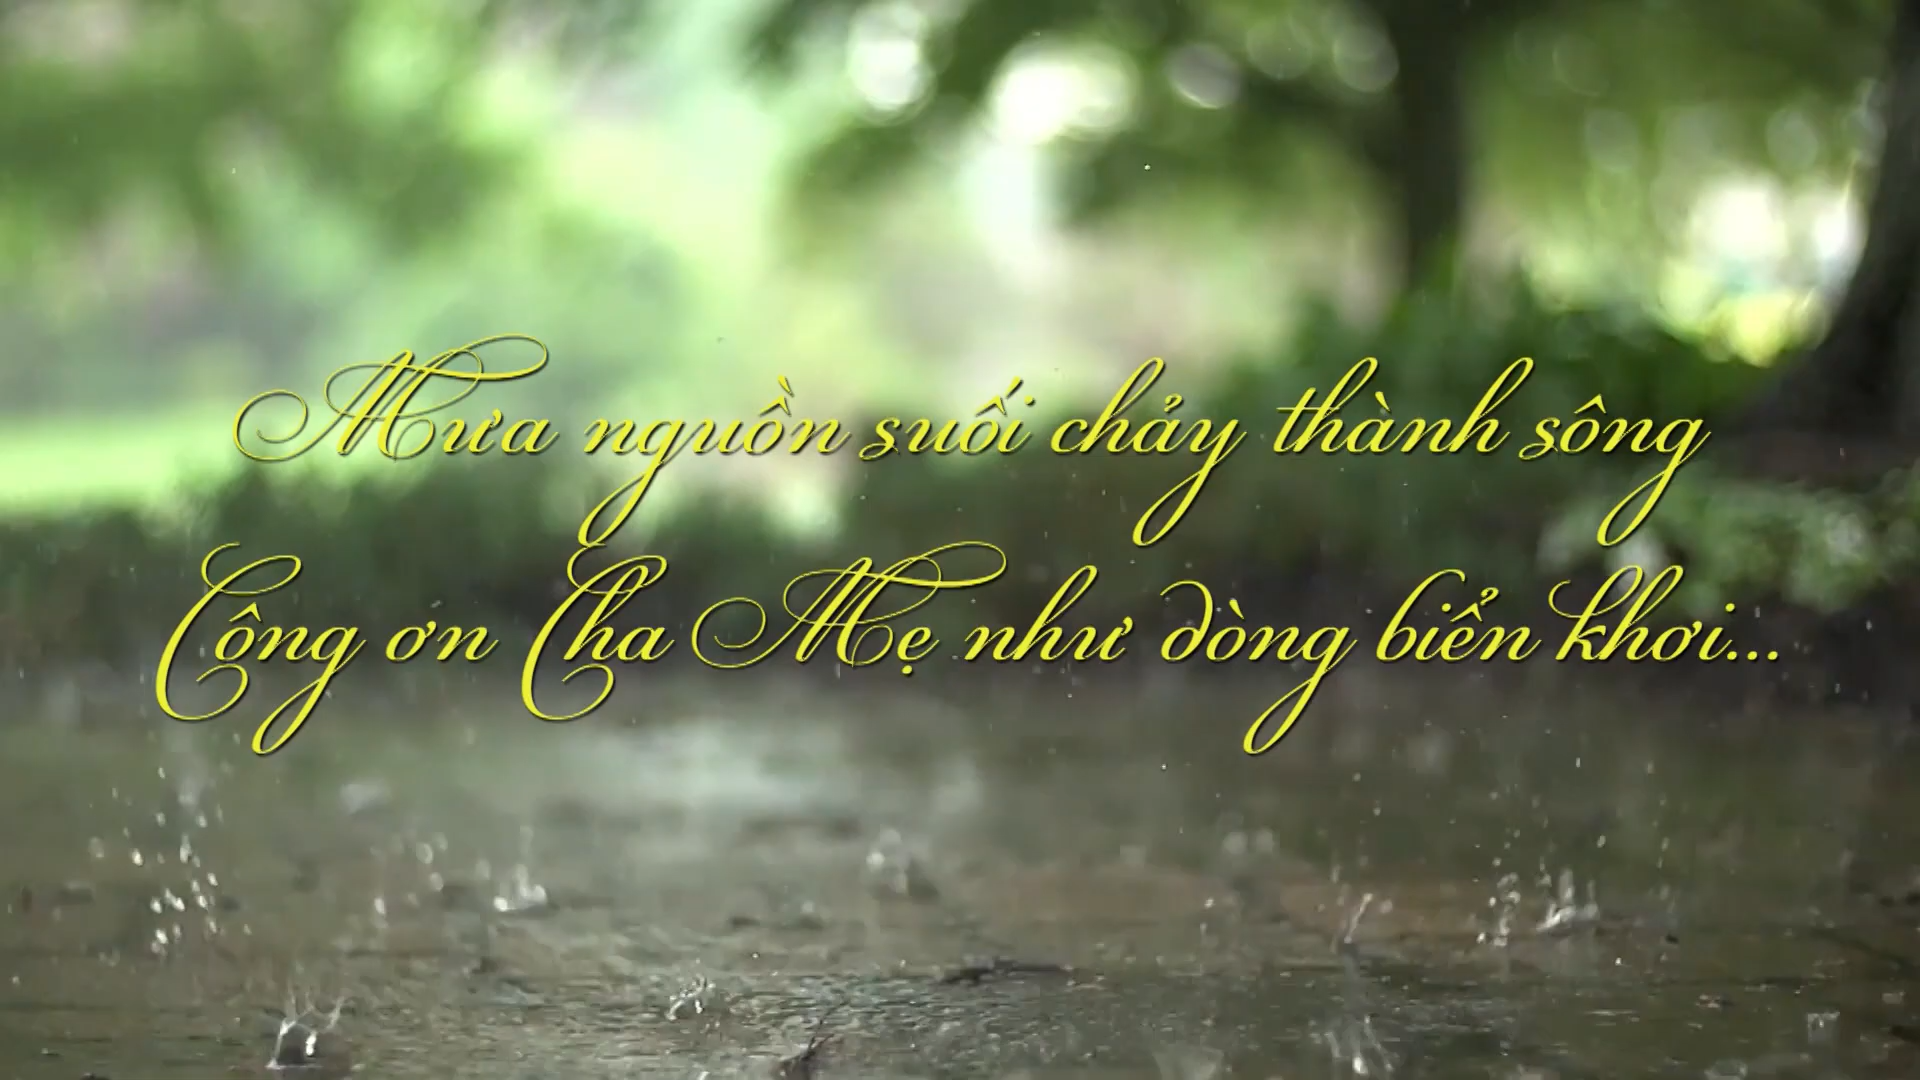 Mưa nguồn suối chảy thành sông
Công ơn Cha Mẹ như dòng biển khơi...